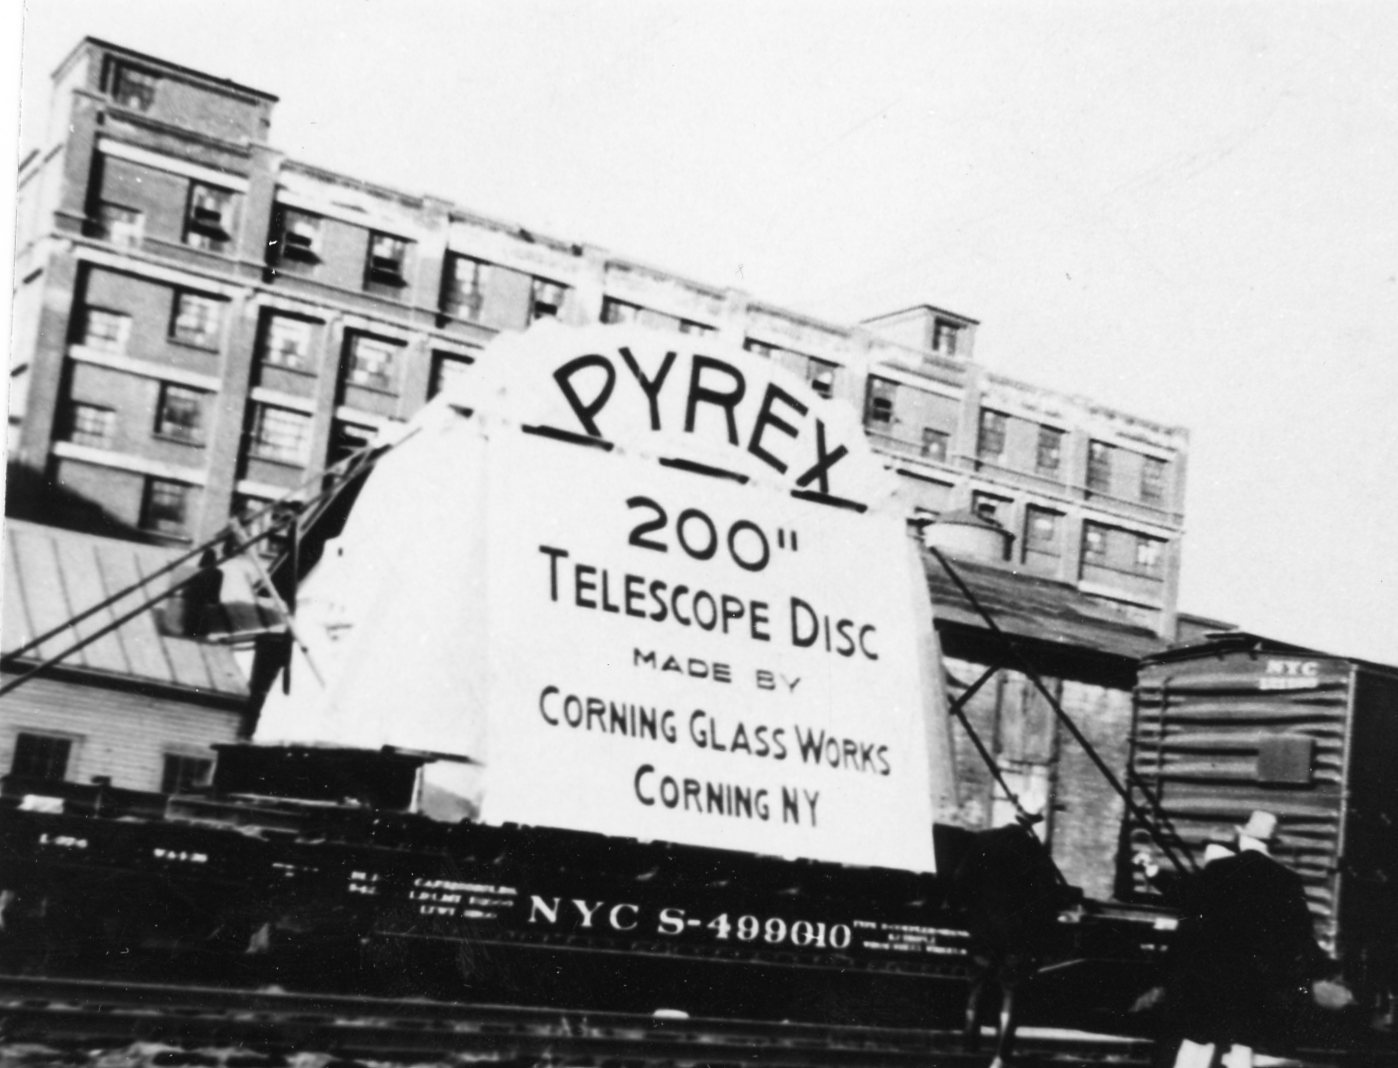 PYREX
200"
TELESCOPE DISC
MADE BY
CORNING GLASS WORKS
CORNING NY
NYC
NYC S-499010